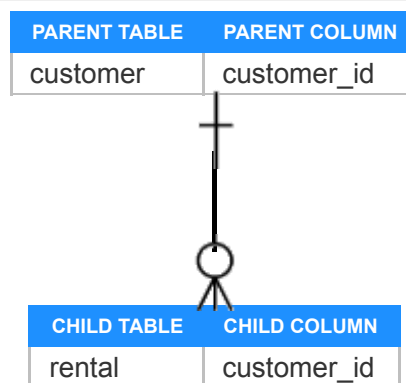 PARENT TABLE PARENT COLUMN
customer customer_id
CHILD TABLE CHILD COLUMN
rental customer_id